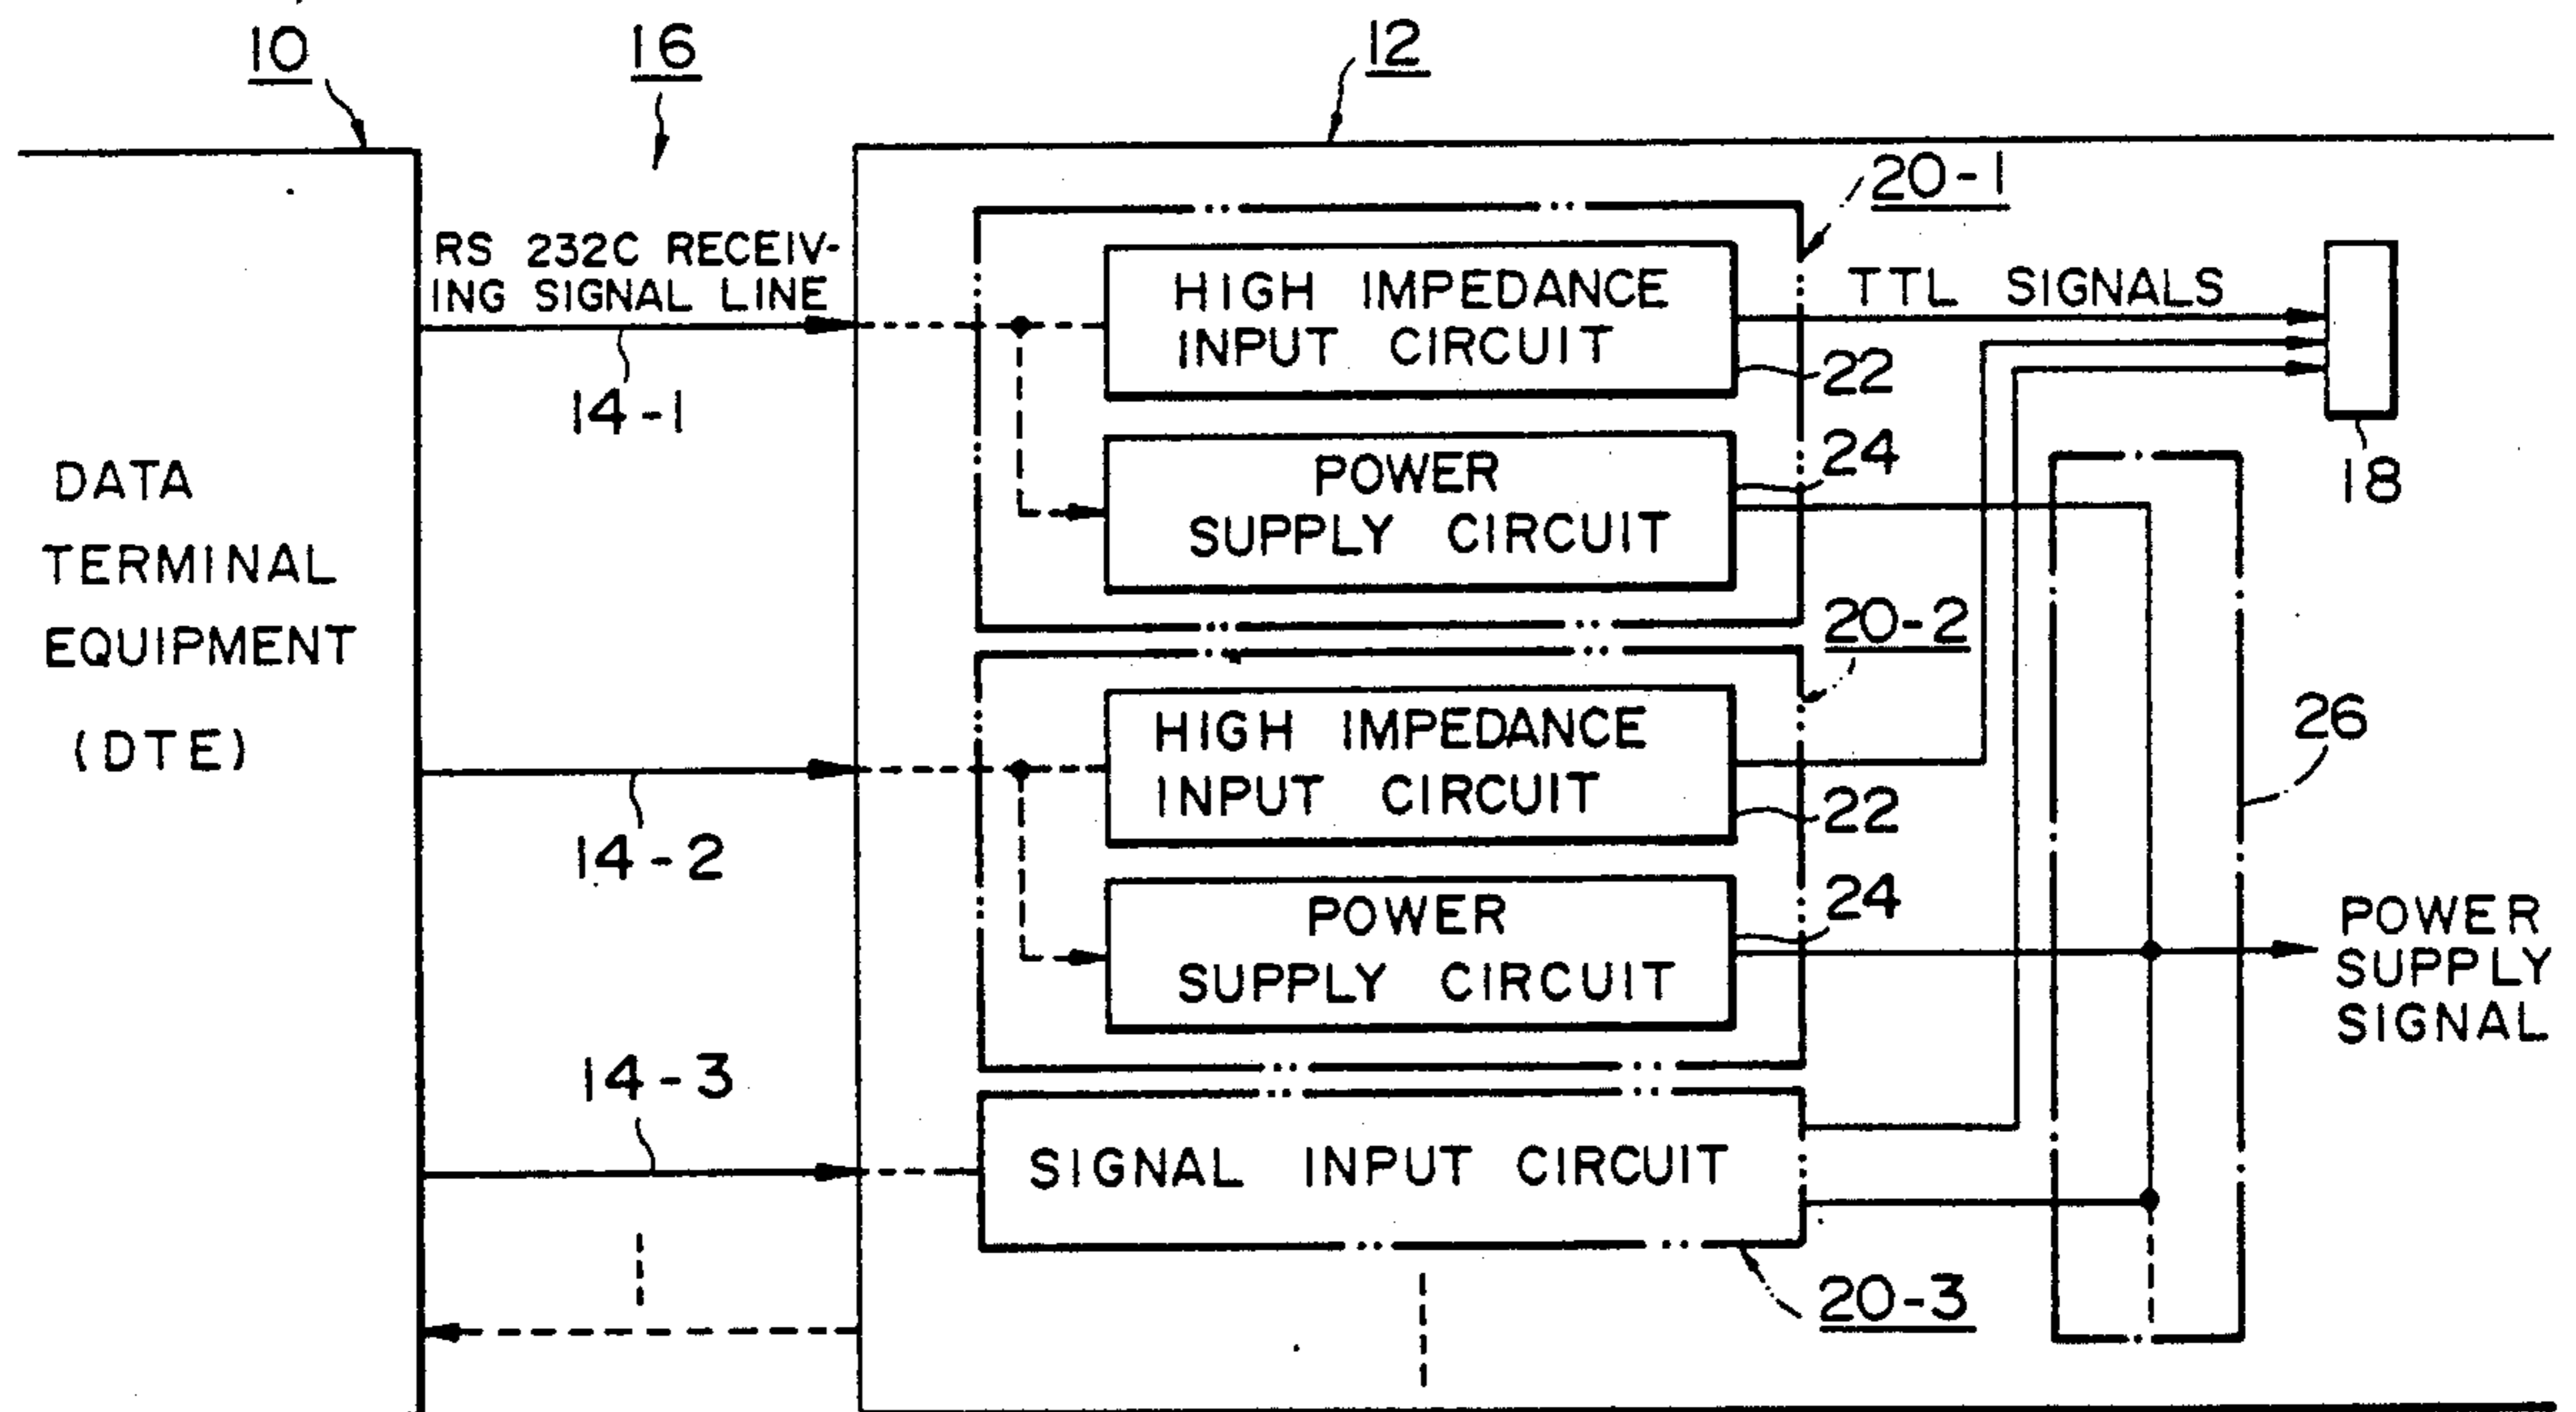 10
16
12
20-1
RS 232C RECEIV-
ING SIGNAL LINE
HIGH IMPEDANCE
INPUT CIRCUIT
TTL SIGNALS
22
14-1
18
POWER
SUPPLY CIRCUIT
24
DATA
TERMINAL
EQUIPMENT
(DTE)
20-2
HIGH IMPEDANCE
INPUT CIRCUIT
22
14-2
26
POWER
SUPPLY CIRCUIT
24
POWER
SUPPLY
SIGNAL
14-3
SIGNAL INPUT CIRCUIT
20-3